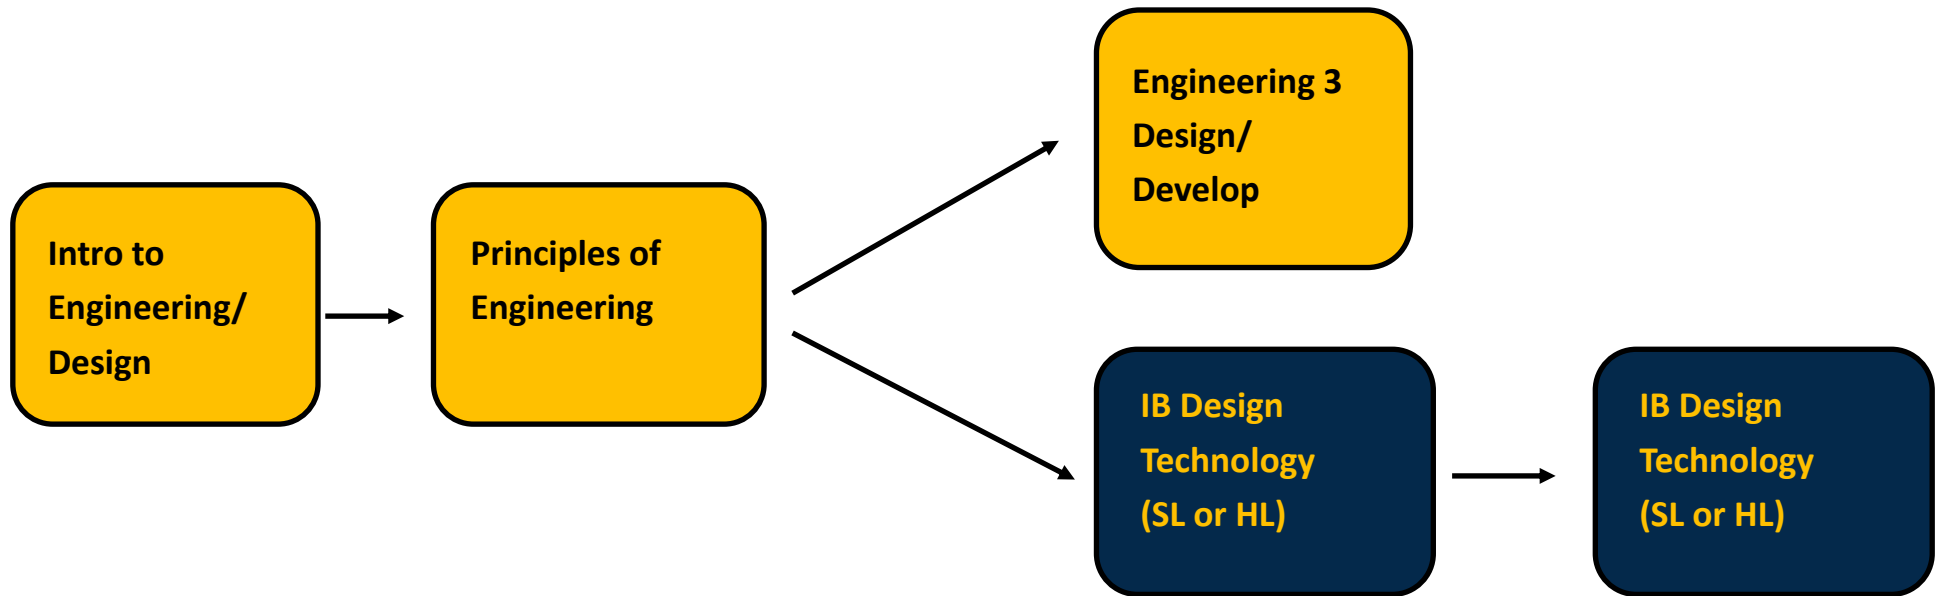 Intro to
Engineering/
Design
Principles of
Engineering
Engineering 3
Design/
Develop
IB Design
Technology
(SL or HL)
IB Design
Technology
(SL or HL)